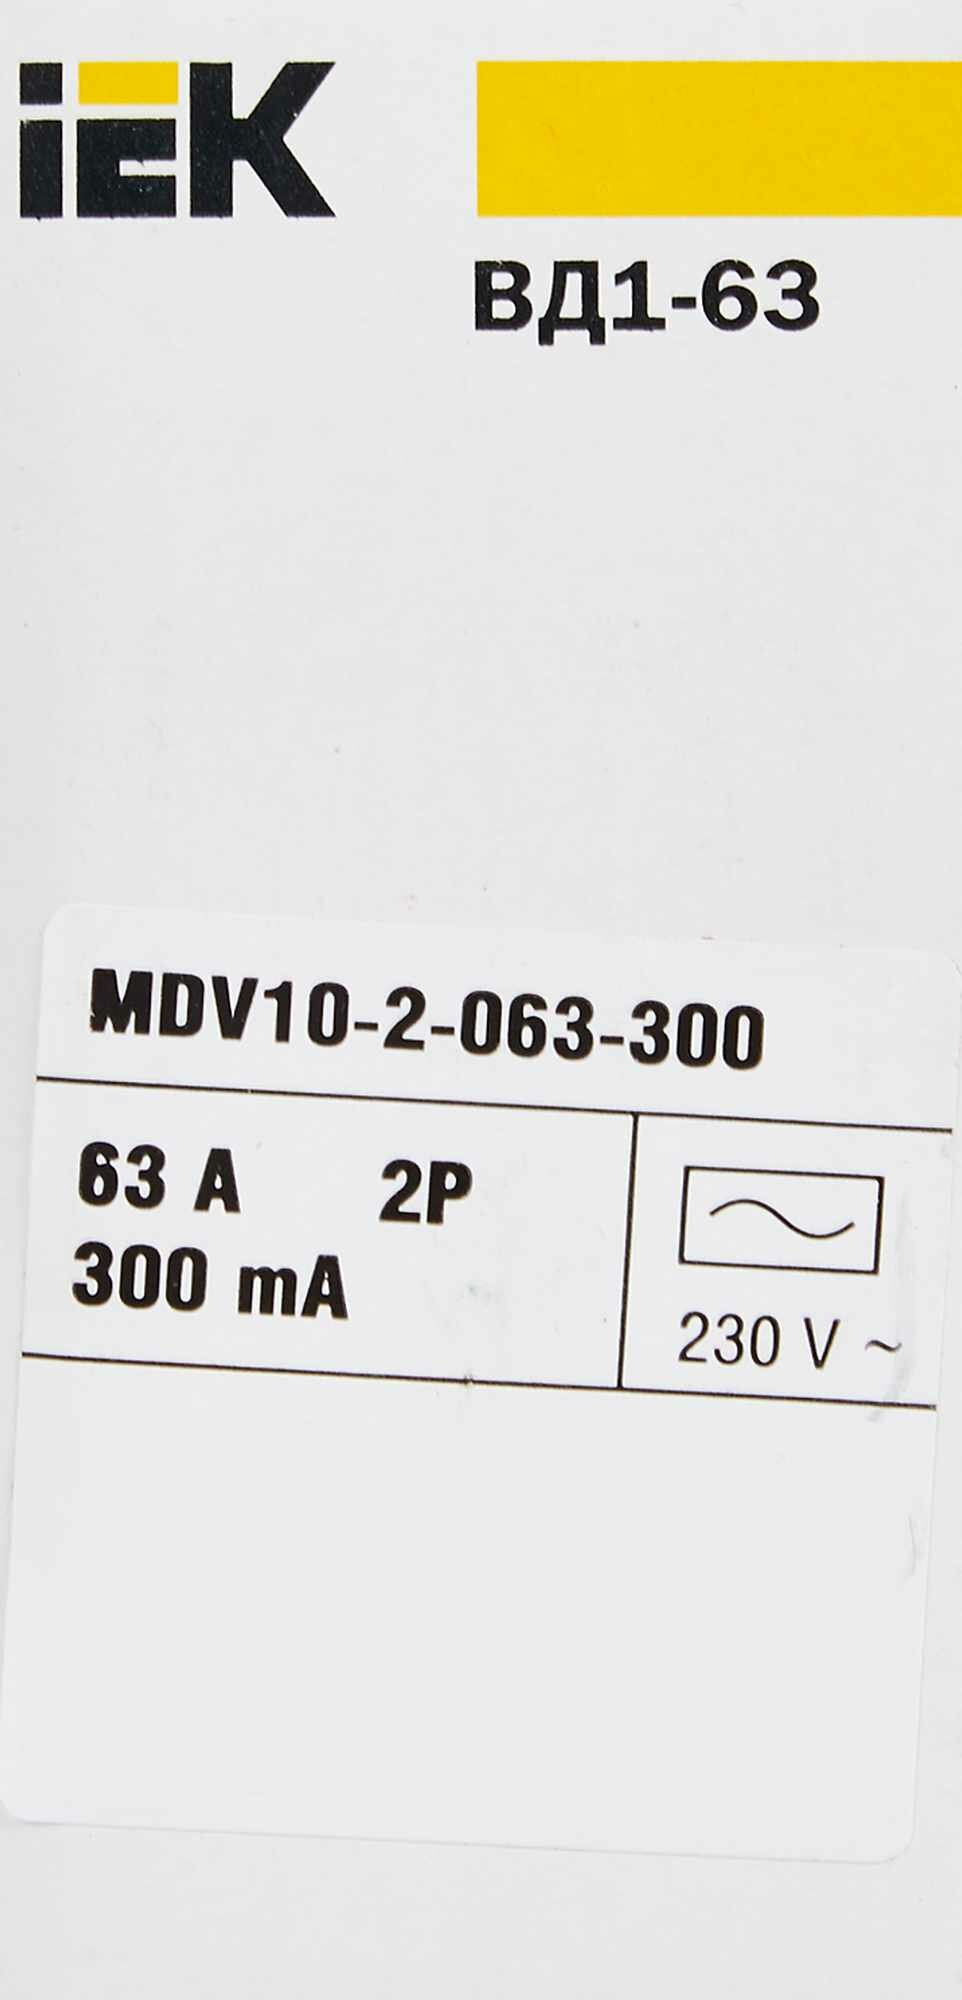 iEK
ВД1-63
MDV10-2-063-300
63 A 2P
300 mA
230 V ~